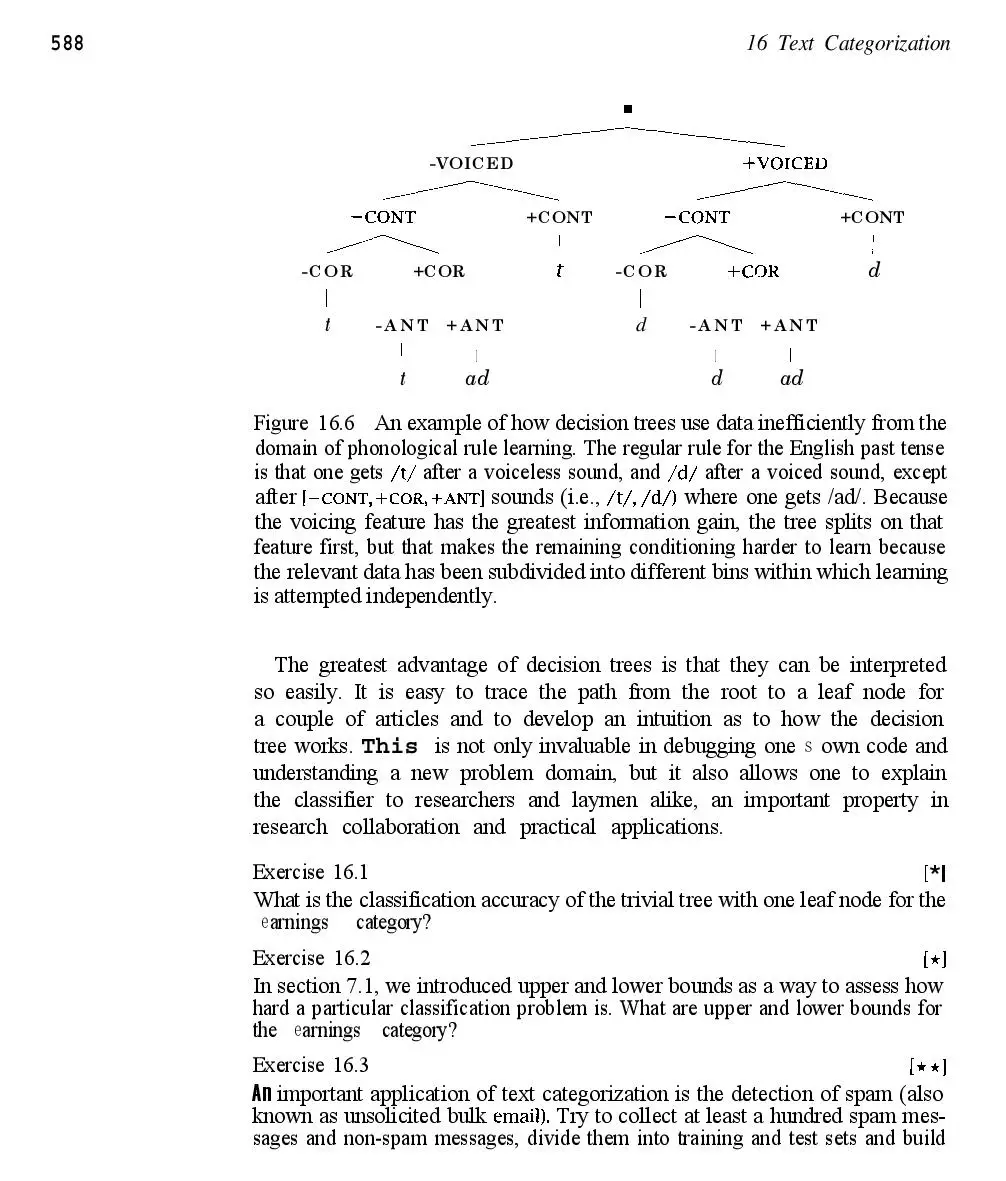 588
16 Text Categorization
-VOICED +VOICED
−CONT +CONT −CONT +CONT
-COR +COR t -COR +COR d
t -ANT +ANT d -ANT +ANT
t ad d ad
Figure 16.6 An example of how decision trees use data inefficiently from the
domain of phonological rule learning. The regular rule for the English past tense
is that one gets /t/ after a voiceless sound, and /d/ after a voiced sound, except
after [−CONT,+COR,+ANT] sounds (i.e., /t/, /d/) where one gets /ad/. Because
the voicing feature has the greatest information gain, the tree splits on that
feature first, but that makes the remaining conditioning harder to learn because
the relevant data has been subdivided into different bins within which learning
is attempted independently.
The greatest advantage of decision trees is that they can be interpreted
so easily. It is easy to trace the path from the root to a leaf node for
a couple of articles and to develop an intuition as to how the decision
tree works. This is not only invaluable in debugging one s own code and
understanding a new problem domain, but it also allows one to explain
the classifier to researchers and laymen alike, an important property in
research collaboration and practical applications.
Exercise 16.1 [*]
What is the classification accuracy of the trivial tree with one leaf node for the
earnings category?
Exercise 16.2 [⋆]
In section 7.1, we introduced upper and lower bounds as a way to assess how
hard a particular classification problem is. What are upper and lower bounds for
the earnings category?
Exercise 16.3 [⋆⋆]
An important application of text categorization is the detection of spam (also
known as unsolicited bulk email). Try to collect at least a hundred spam mes-
sages and non-spam messages, divide them into training and test sets and build